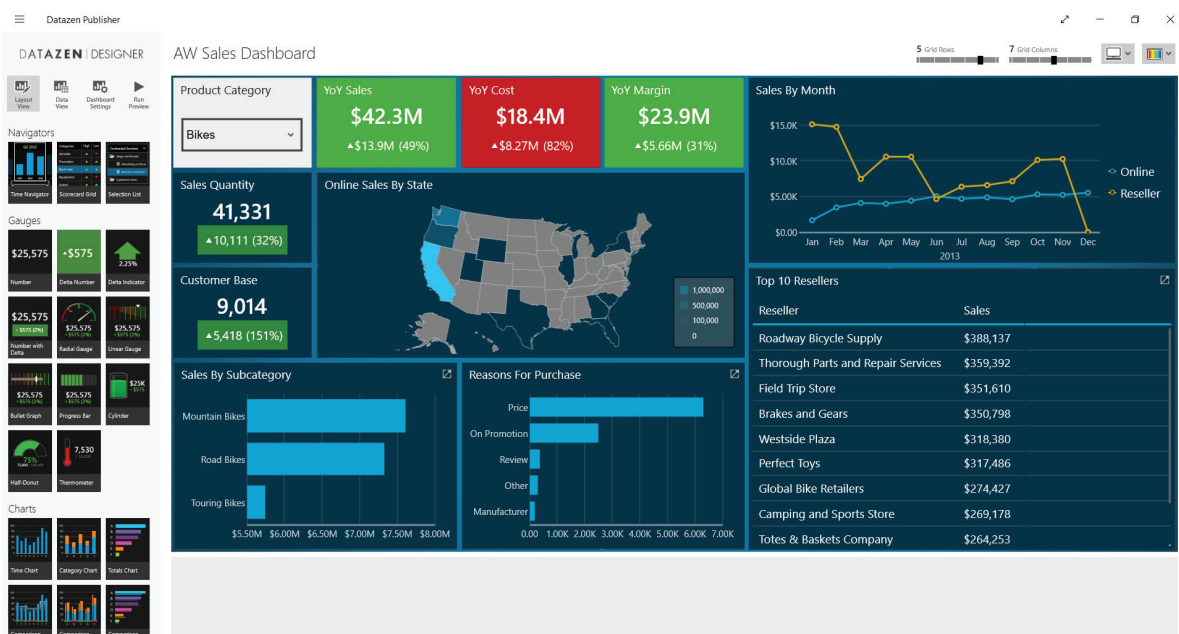 Datazen Publisher
DATAZEN | DESIGNER
AW Sales Dashboard
5 Grid Rows
7 Grid Columns
Layout View
Data View
Dashboard Settings
Run Preview
Navigators
Time Navigator
Scorecard Grid
Selection List
Gauges
$25,575
Number
$575
Delta Number
2.25%
Delta Indicator
$25,575
+$575 (2%)
Number with Delta
$25,575
+$575 (2%)
Radial Gauge
$25,575
+$575 (2%)
Linear Gauge
$25,575
+$575 (2%)
Bullet Graph
$25,575
+$575 (2%)
Progress Bar
$25K
+$575
Cylinder
75%
Half-Donut
7,530
Thermometer
Charts
Time Chart
Category Chart
Totals Chart
Product Category
Bikes
YoY Sales
$42.3M
▲$13.9M (49%)
YoY Cost
$18.4M
▲$8.27M (82%)
YoY Margin
$23.9M
▲$5.66M (31%)
Sales By Month
$15.0K
$10.0K
$5.00K
$0.00
Jan Feb Mar Apr May Jun Jul Aug Sep Oct Nov Dec
2013
Online
Reseller
Sales Quantity
41,331
▲10,111 (32%)
Customer Base
9,014
▲5,418 (151%)
Online Sales By State
1,000,000
500,000
100,000
0
Top 10 Resellers
Reseller Sales
Roadway Bicycle Supply $388,137
Thorough Parts and Repair Services $359,392
Field Trip Store $351,610
Brakes and Gears $350,798
Westside Plaza $318,380
Perfect Toys $317,486
Global Bike Retailers $274,427
Camping and Sports Store $269,178
Totes & Baskets Company $264,253
Sales By Subcategory
Mountain Bikes
Road Bikes
Touring Bikes
$5.50M $6.00M $6.50M $7.00M $7.50M $8.00M
Reasons For Purchase
Price
On Promotion
Review
Other
Manufacturer
0.00 1.00K 2.00K 3.00K 4.00K 5.00K 6.00K 7.00K